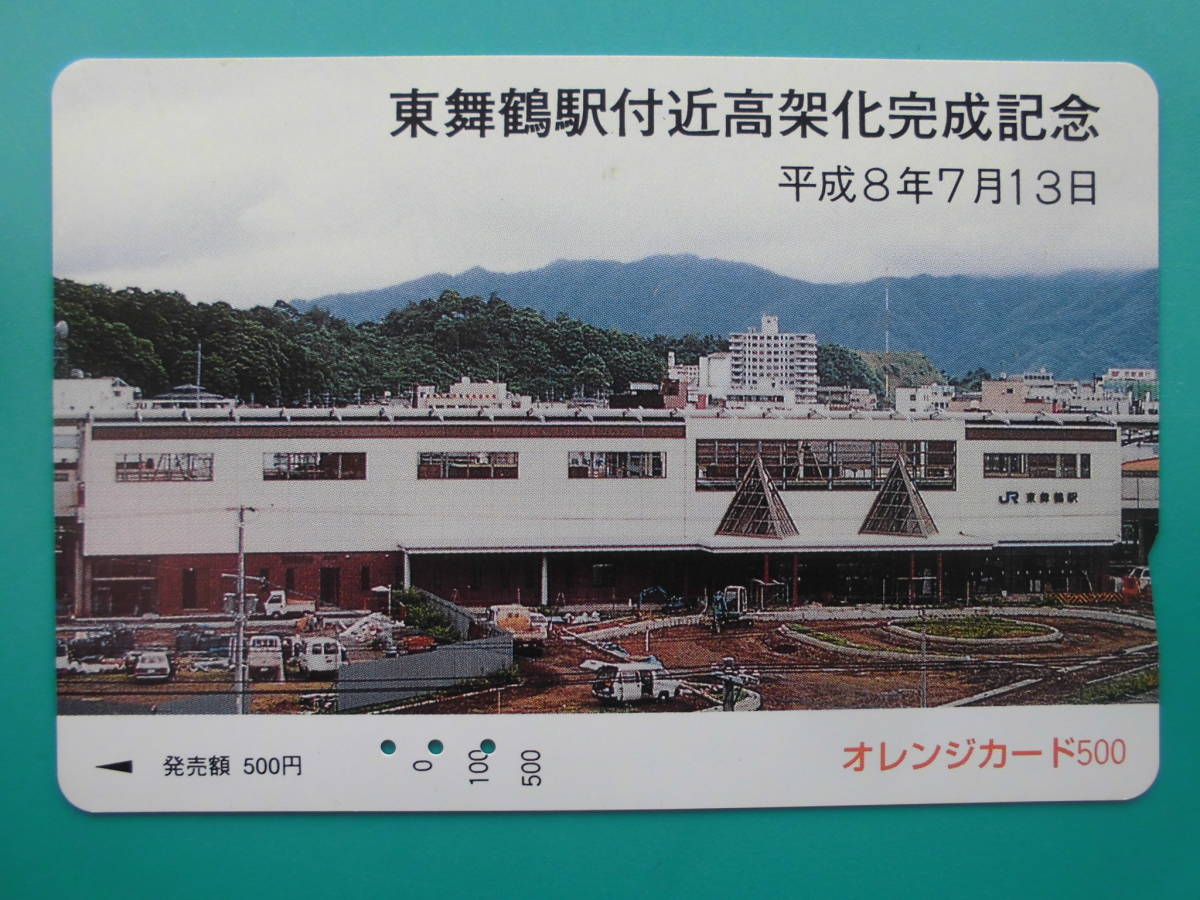 東舞鶴駅付近高架化完成記念
平成8年7月13日
JR 東舞鶴駅
発売額 500円
0
100
500
オレンジカード500